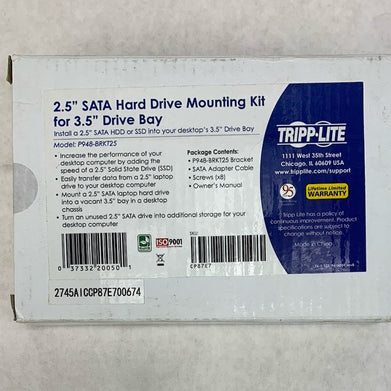 2.5" SATA Hard Drive Mounting Kit
for 3.5" Drive Bay
Install a 2.5" SATA HDD or SSD into your desktop's 3.5" Drive Bay
Model: P948-BRKT25
• Increase the performance of your
desktop computer by adding the
speed of a 2.5" Solid State Drive (SSD)
• Easily transfer data from a 2.5" laptop
drive to your desktop computer
• Mount a 2.5" SATA laptop hard drive
into a vacant 3.5" bay in a desktop
chassis
• Turn an unused 2.5" SATA drive into additional storage for your
desktop computer
Package Contents:
• P948-BRKT25 Bracket
• SATA Adapter Cable
• Screws (x8)
• Owner's Manual
TRIPP·LITE
1111 West 35th Street
Chicago, IL 60609 USA
www.tripplite.com/support
95
Lifetime Limited
WARRANTY
Tripp Lite has a policy of
continuous improvement. Product
specifications are subject to
change without notice.
Made in China
ISO9001
SKU
0 37332 20050 1
CP87E7
2745AICCP87E700674